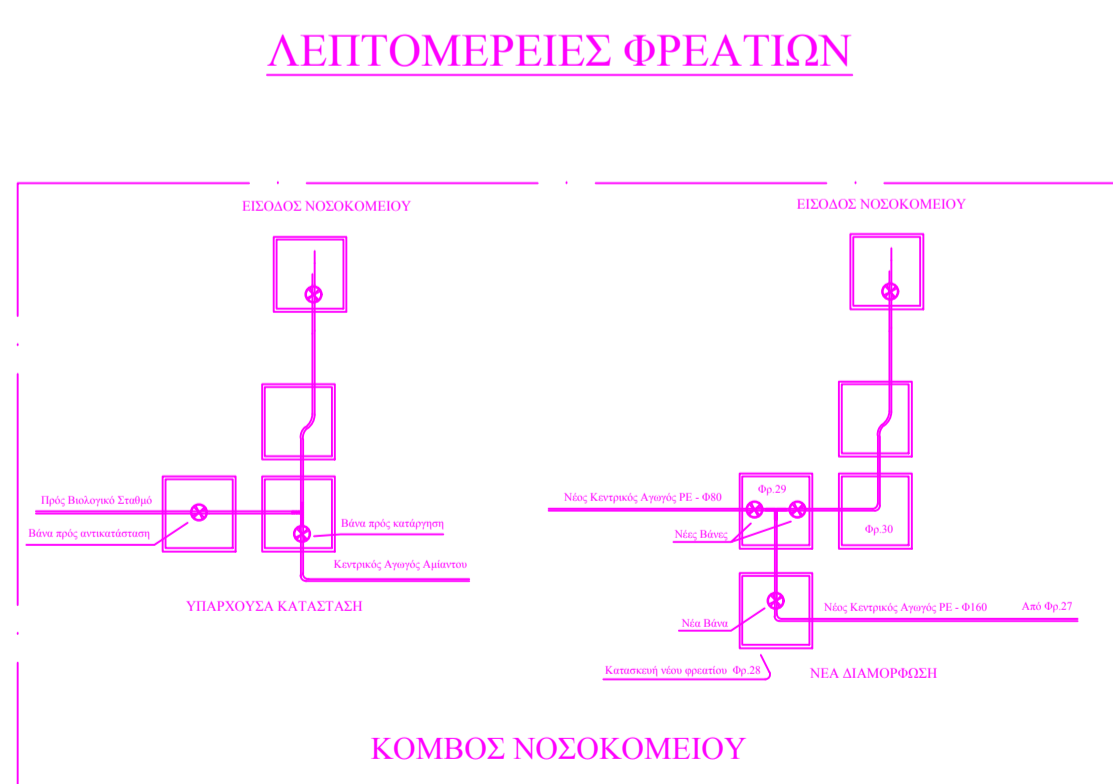 ΛΕΠΤΟΜΕΡΕΙΕΣ ΦΡΕΑΤΙΩΝ
ΕΙΣΟΔΟΣ ΝΟΣΟΚΟΜΕΙΟΥ
Πρός Βιολογικό Σταθμό
Βάνα πρός αντικατάσταση
Βάνα πρός κατάργηση
Κεντρικός Αγωγός Αμίαντου
ΥΠΑΡΧΟΥΣΑ ΚΑΤΑΣΤΑΣΗ
ΕΙΣΟΔΟΣ ΝΟΣΟΚΟΜΕΙΟΥ
Νέος Κεντρικός Αγωγός PE - Φ80
Φρ.29
Νέες Βάνες
Φρ.30
Νέα Βάνα
Νέος Κεντρικός Αγωγός PE - Φ160
Από Φρ.27
Κατασκευή νέου φρεατίου Φρ.28
ΝΕΑ ΔΙΑΜΟΡΦΩΣΗ
ΚΟΜΒΟΣ ΝΟΣΟΚΟΜΕΙΟΥ